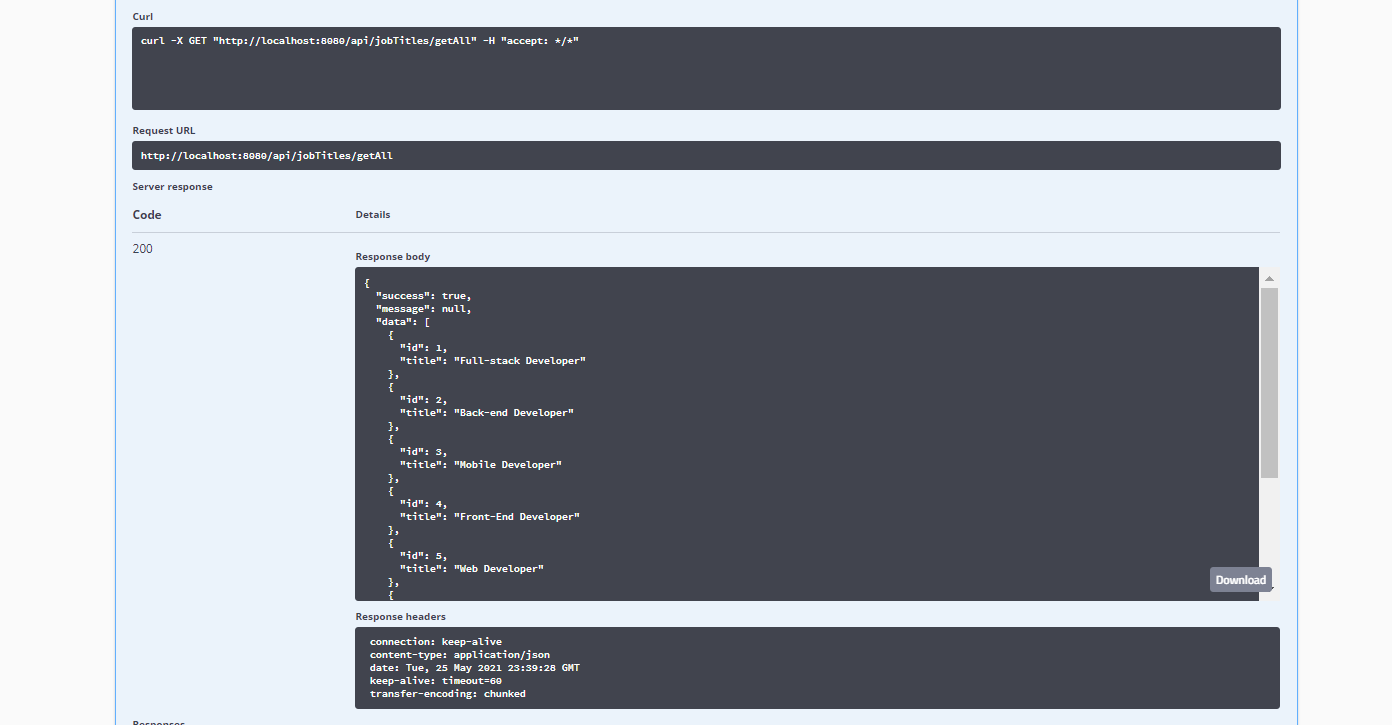 Curl
curl -X GET "http://localhost:8080/api/jobTitles/getAll" -H "accept: */*"
Request URL
http://localhost:8080/api/jobTitles/getAll
Server response
Code Details
200
Response body
{
  "success": true,
  "message": null,
  "data": [
    {
      "id": 1,
      "title": "Full-stack Developer"
    },
    {
      "id": 2,
      "title": "Back-end Developer"
    },
    {
      "id": 3,
      "title": "Mobile Developer"
    },
    {
      "id": 4,
      "title": "Front-End Developer"
    },
    {
      "id": 5,
      "title": "Web Developer"
    },
    {
Download
Response headers
connection: keep-alive
content-type: application/json
date: Tue, 25 May 2021 23:39:28 GMT
keep-alive: timeout=60
transfer-encoding: chunked
Responses